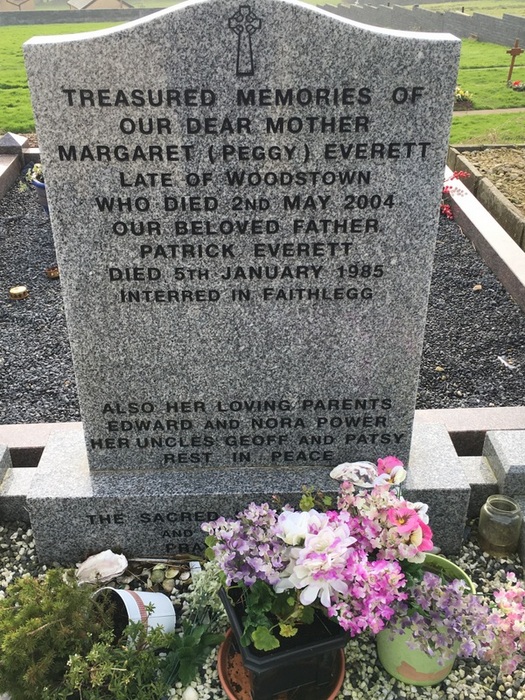 TREASURED MEMORIES OF
OUR DEAR MOTHER
MARGARET (PEGGY) EVERETT
LATE OF WOODSTOWN
WHO DIED 2ND MAY 2004
OUR BELOVED FATHER
PATRICK EVERETT
DIED 5TH JANUARY 1985
INTERRED IN FAITHLEGG
ALSO HER LOVING PARENTS
EDWARD AND NORA POWER
HER UNCLES GEOFF AND PATSY
REST IN PEACE
THE SACRED
AND